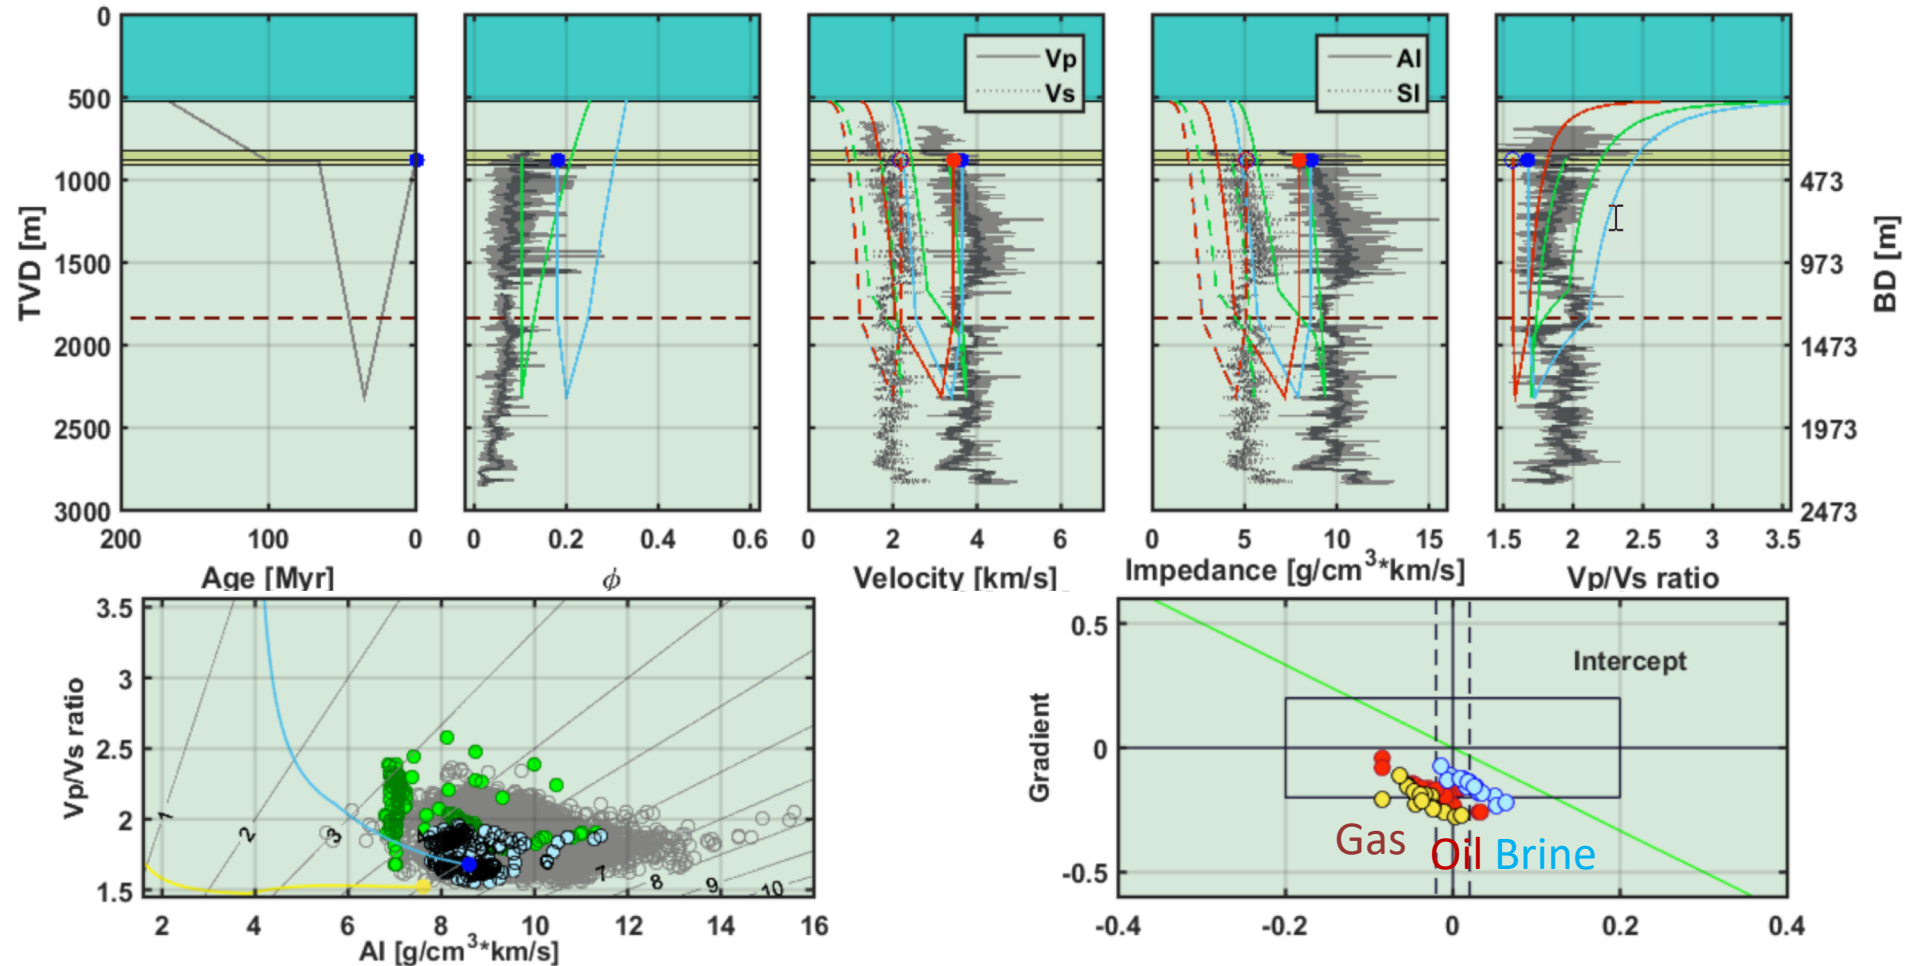 0
500
1000
1500
2000
2500
3000
TVD [m]
200 100 0
Age [Myr]
0 0.2 0.4 0.6
ϕ
Vp
Vs
0 2 4 6
Velocity [km/s]
AI
SI
0 5 10 15
Impedance [g/cm³*km/s]
473
973
1473
1973
2473
BD [m]
1.5 2 2.5 3 3.5
Vp/Vs ratio
3.5
3
2.5
2
1.5
Vp/Vs ratio
1 2 3 6 7 8 9 10
2 4 6 8 10 12 14 16
AI [g/cm³*km/s]
0.5
0
-0.5
Gradient
Intercept
Gas Oil Brine
-0.4 -0.2 0 0.2 0.4